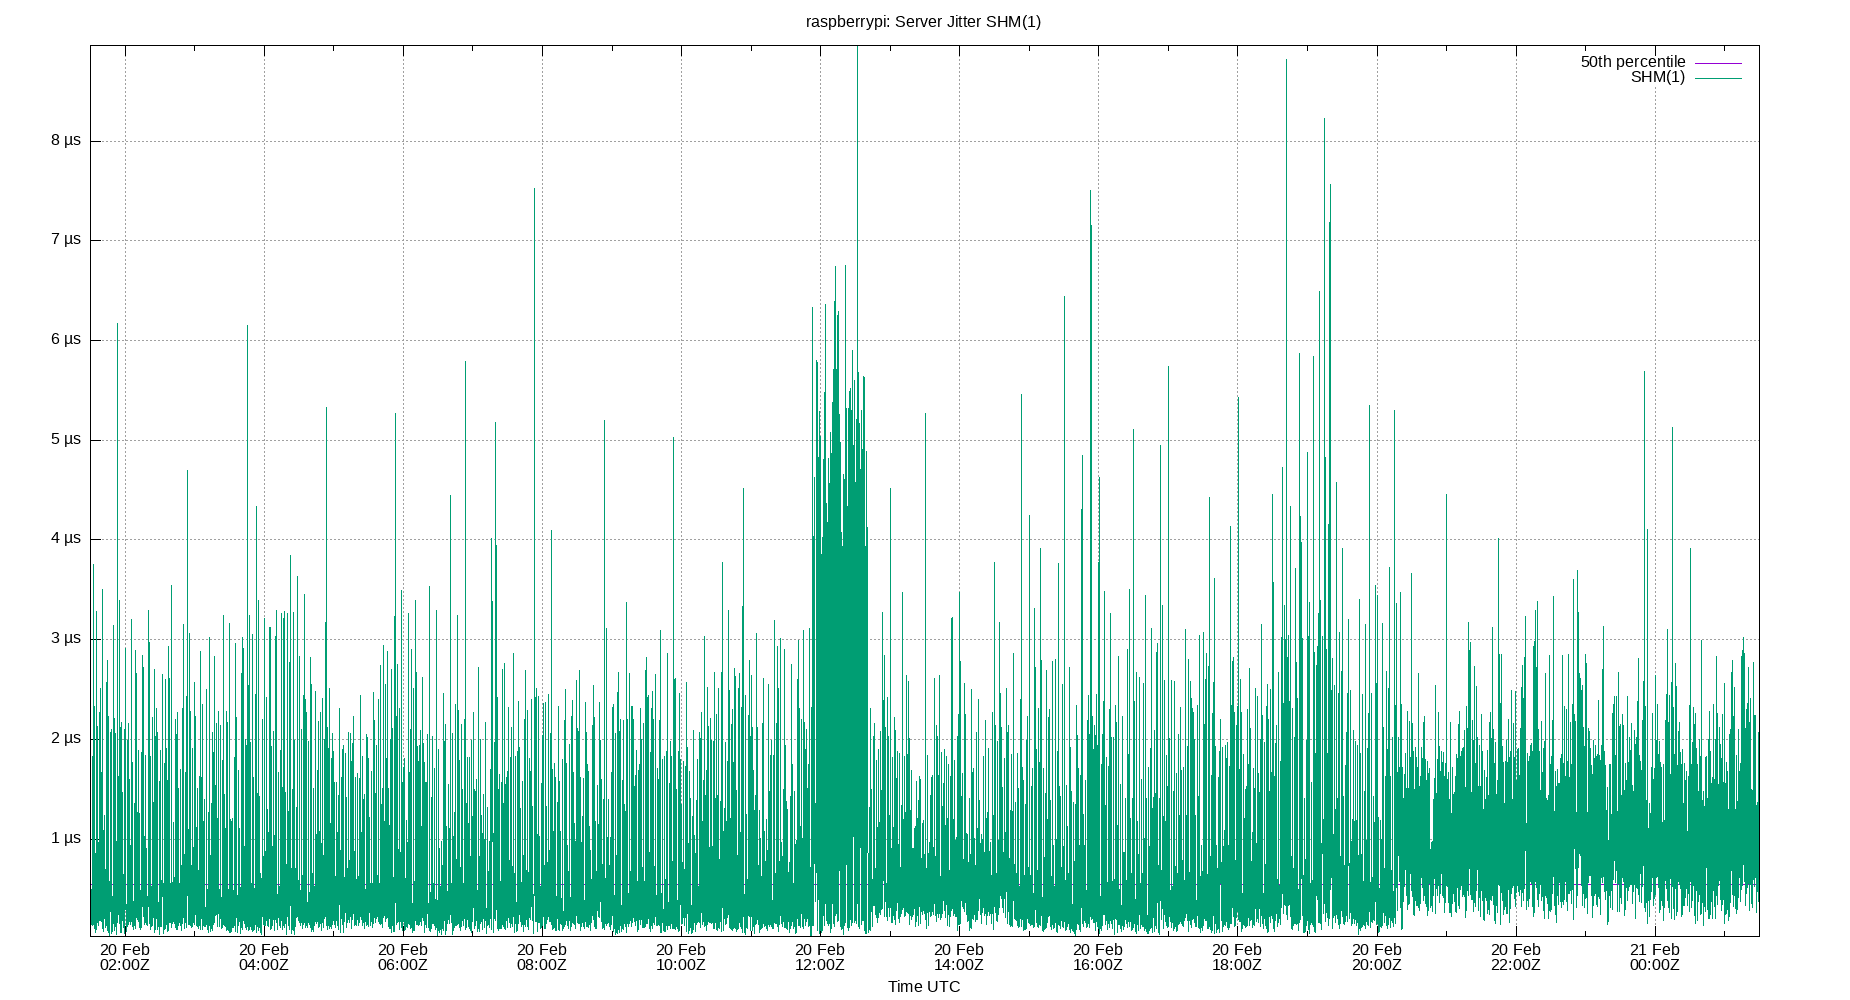 raspberrypi: Server Jitter SHM(1)
50th percentile
SHM(1)
8 µs
7 µs
6 µs
5 µs
4 µs
3 µs
2 µs
1 µs
20 Feb 20 Feb 20 Feb 20 Feb 20 Feb 20 Feb 20 Feb 20 Feb 20 Feb 20 Feb 20 Feb 21 Feb
02:00Z 04:00Z 06:00Z 08:00Z 10:00Z 12:00Z 14:00Z 16:00Z 18:00Z 20:00Z 22:00Z 00:00Z
Time UTC